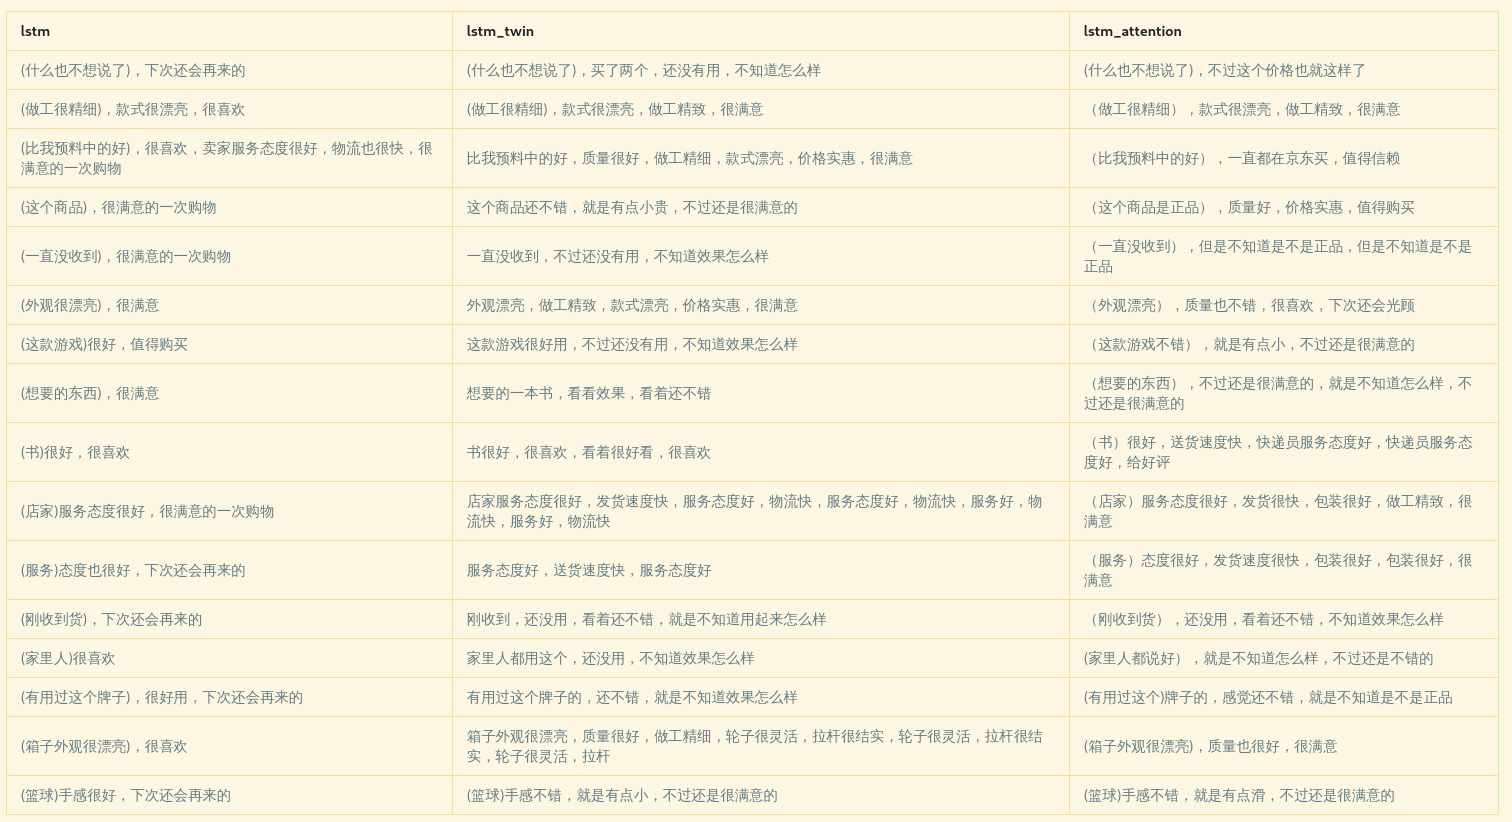 lstm
lstm_twin
lstm_attention
(什么也不想说了)，下次还会再来的
(什么也不想说了)，买了两个，还没有用，不知道怎么样
(什么也不想说了)，不过这个价格也就这样了
(做工很精细)，款式很漂亮，很喜欢
(做工很精细)，款式很漂亮，做工精致，很满意
（做工很精细），款式很漂亮，做工精致，很满意
(比我预料中的好)，很喜欢，卖家服务态度很好，物流也很快，很
满意的一次购物
比我预料中的好，质量很好，做工精细，款式漂亮，价格实惠，很满意
（比我预料中的好），一直都在京东买，值得信赖
(这个商品)，很满意的一次购物
这个商品还不错，就是有点小贵，不过还是很满意的
（这个商品是正品），质量好，价格实惠，值得购买
(一直没收到)，很满意的一次购物
一直没收到，不过还没有用，不知道效果怎么样
（一直没收到），但是不知道是不是正品，但是不知道是不是
正品
(外观很漂亮)，很满意
外观漂亮，做工精致，款式漂亮，价格实惠，很满意
（外观漂亮），质量也不错，很喜欢，下次还会光顾
(这款游戏)很好，值得购买
这款游戏很好用，不过还没有用，不知道效果怎么样
（这款游戏不错），就是有点小，不过还是很满意的
(想要的东西)，很满意
想要的一本书，看看效果，看着还不错
（想要的东西），不过还是很满意的，就是不知道怎么样，不
过还是很满意的
(书)很好，很喜欢
书很好，很喜欢，看着很好看，很喜欢
（书）很好，送货速度快，快递员服务态度好，快递员服务态
度好，给好评
(店家)服务态度很好，很满意的一次购物
店家服务态度很好，发货速度快，服务态度好，物流快，服务态度好，物流快，服务好，物
流快，服务好，物流快
（店家）服务态度很好，发货很快，包装很好，做工精致，很
满意
(服务)态度也很好，下次还会再来的
服务态度好，送货速度快，服务态度好
（服务）态度很好，发货速度很快，包装很好，包装很好，很
满意
(刚收到货)，下次还会再来的
刚收到，还没用，看着还不错，就是不知道用起来怎么样
（刚收到货），还没用，看着还不错，不知道效果怎么样
(家里人)很喜欢
家里人都用这个，还没用，不知道效果怎么样
(家里人都说好），就是不知道怎么样，不过还是不错的
(有用过这个牌子)，很好用，下次还会再来的
有用过这个牌子的，还不错，就是不知道效果怎么样
(有用过这个)牌子的，感觉还不错，就是不知道是不是正品
(箱子外观很漂亮)，很喜欢
箱子外观很漂亮，质量很好，做工精细，轮子很灵活，拉杆很结实，轮子很灵活，拉杆很结
实，轮子很灵活，拉杆
(箱子外观很漂亮)，质量也很好，很满意
(篮球)手感很好，下次还会再来的
(篮球)手感不错，就是有点小，不过还是很满意的
(篮球)手感不错，就是有点滑，不过还是很满意的